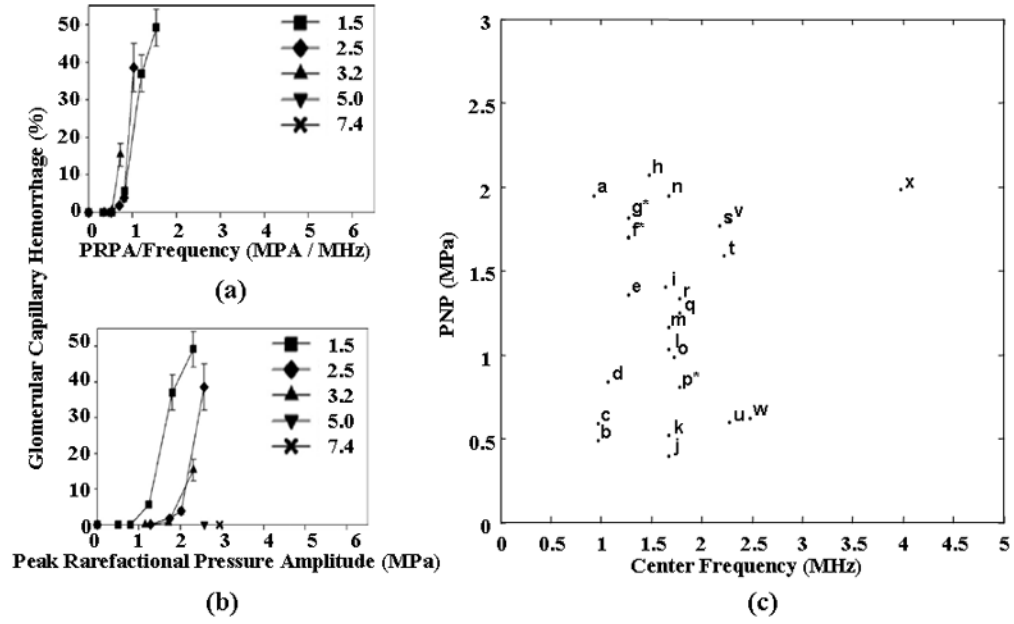 Glomerular Capillary Hemorrhage (%)
50
40
30
20
10
0
1.5
2.5
3.2
5.0
7.4
0 1 2 3 4 5 6
PRPA/Frequency (MPA / MHz)
(a)
50
40
30
20
10
0
1.5
2.5
3.2
5.0
7.4
0 1 2 3 4 5 6
Peak Rarefactional Pressure Amplitude (MPa)
(b)
PNP (MPa)
3
2.5
2
1.5
1
0.5
0
h
a n x
g*
s v
f*
t
i
e r
q
m
l
o
d p*
c u w
b k
j
0 0.5 1 1.5 2 2.5 3 3.5 4 4.5 5
Center Frequency (MHz)
(c)